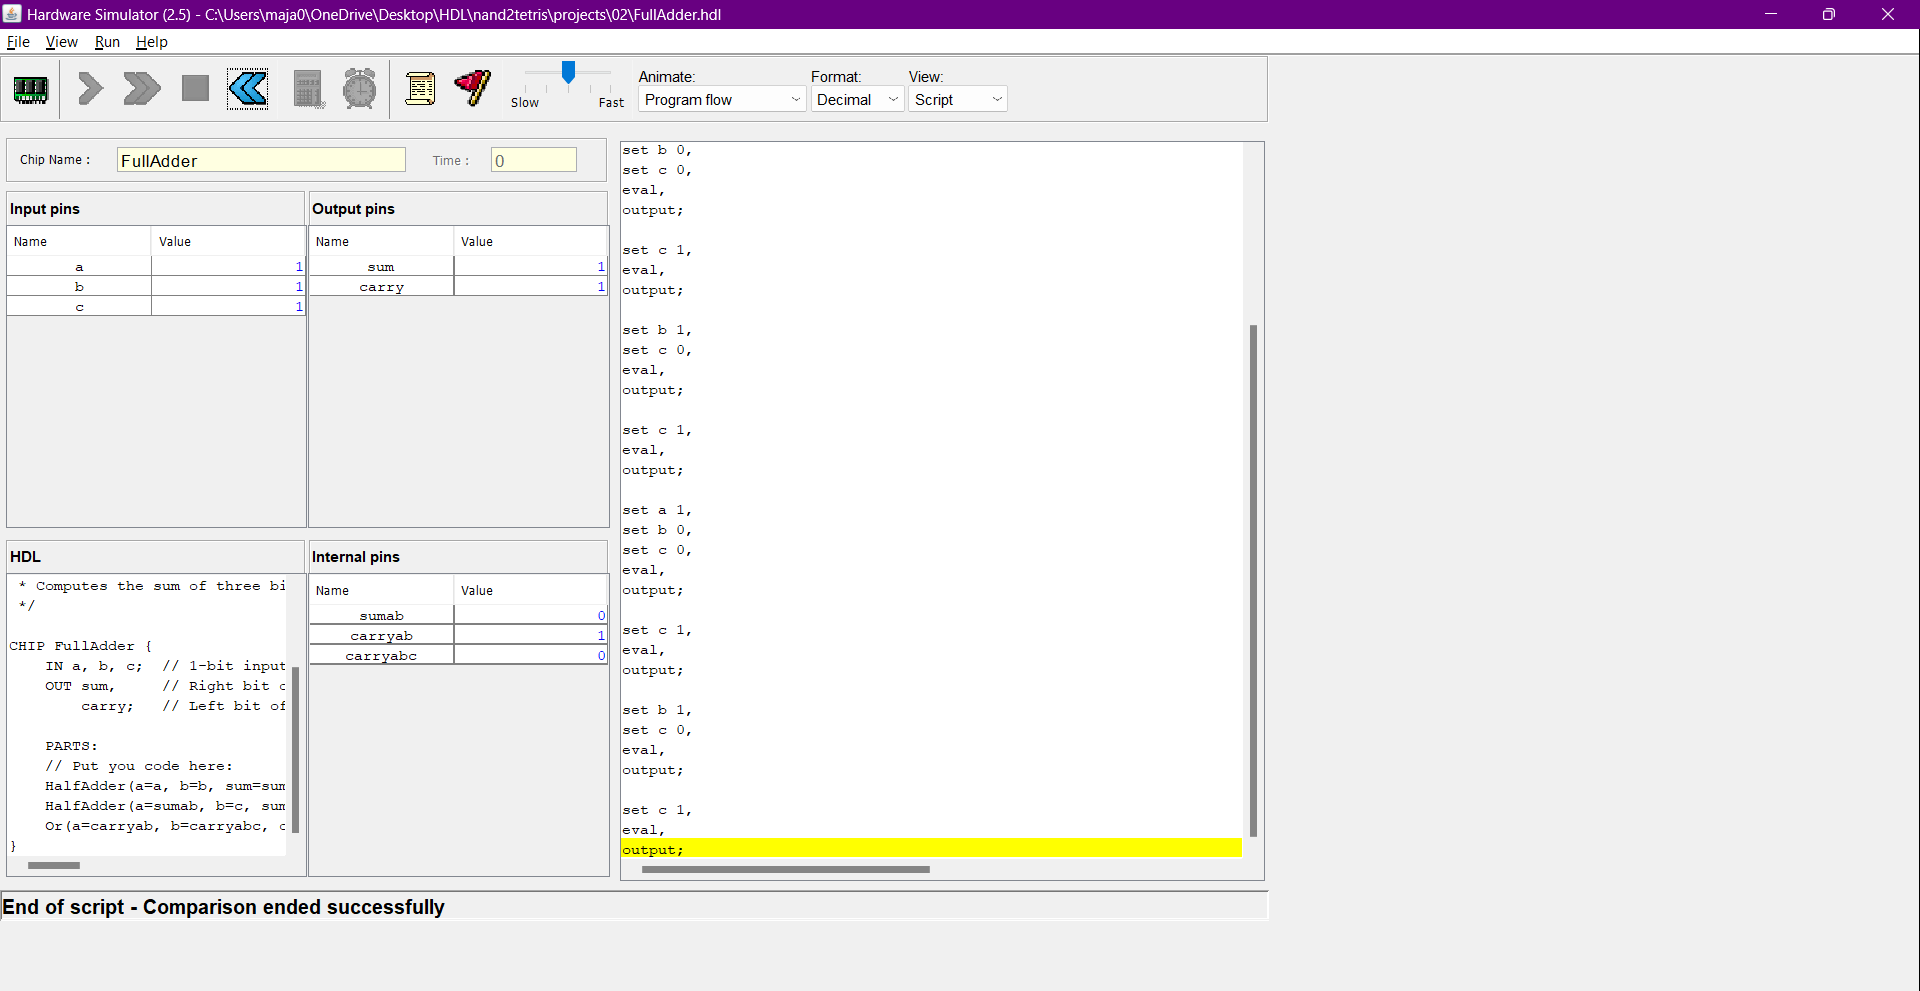 Hardware Simulator (2.5) - C:\Users\maja0\OneDrive\Desktop\HDL\nand2tetris\projects\02\FullAdder.hdl
File View Run Help
Slow Fast
Animate: Format: View:
Program flow Decimal Script
Chip Name : FullAdder Time : 0
Input pins
Name Value
a 1
b 1
c 1
Output pins
Name Value
sum 1
carry 1
HDL
* Computes the sum of three bi
*/
CHIP FullAdder {
IN a, b, c; // 1-bit input
OUT sum, // Right bit
carry; // Left bit of
PARTS:
// Put you code here:
HalfAdder(a=a, b=b, sum=sum
HalfAdder(a=sumab, b=c, sum
Or(a=carryab, b=carryabc, c
}
Internal pins
Name Value
sumab 0
carryab 1
carryabc 0
set b 0,
set c 0,
eval,
output;
set c 1,
eval,
output;
set b 1,
set c 0,
eval,
output;
set c 1,
eval,
output;
set a 1,
set b 0,
set c 0,
eval,
output;
set c 1,
eval,
output;
set b 1,
set c 0,
eval,
output;
set c 1,
eval,
output;
End of script - Comparison ended successfully